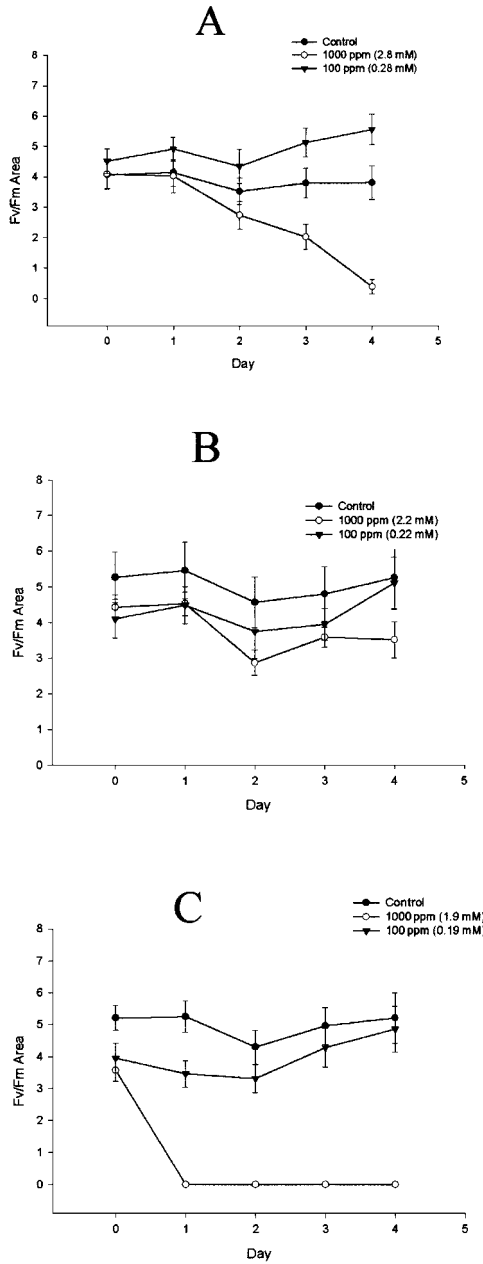 A
Control
1000 ppm (2.8 mM)
100 ppm (0.28 mM)
8
7
6
5
4
3
2
1
0
Fv/Fm Area
0 1 2 3 4 5
Day
B
Control
1000 ppm (2.2 mM)
100 ppm (0.22 mM)
8
7
6
5
4
3
2
1
0
Fv/Fm Area
0 1 2 3 4 5
Day
C
Control
1000 ppm (1.9 mM)
100 ppm (0.19 mM)
8
7
6
5
4
3
2
1
0
Fv/Fm Area
0 1 2 3 4 5
Day